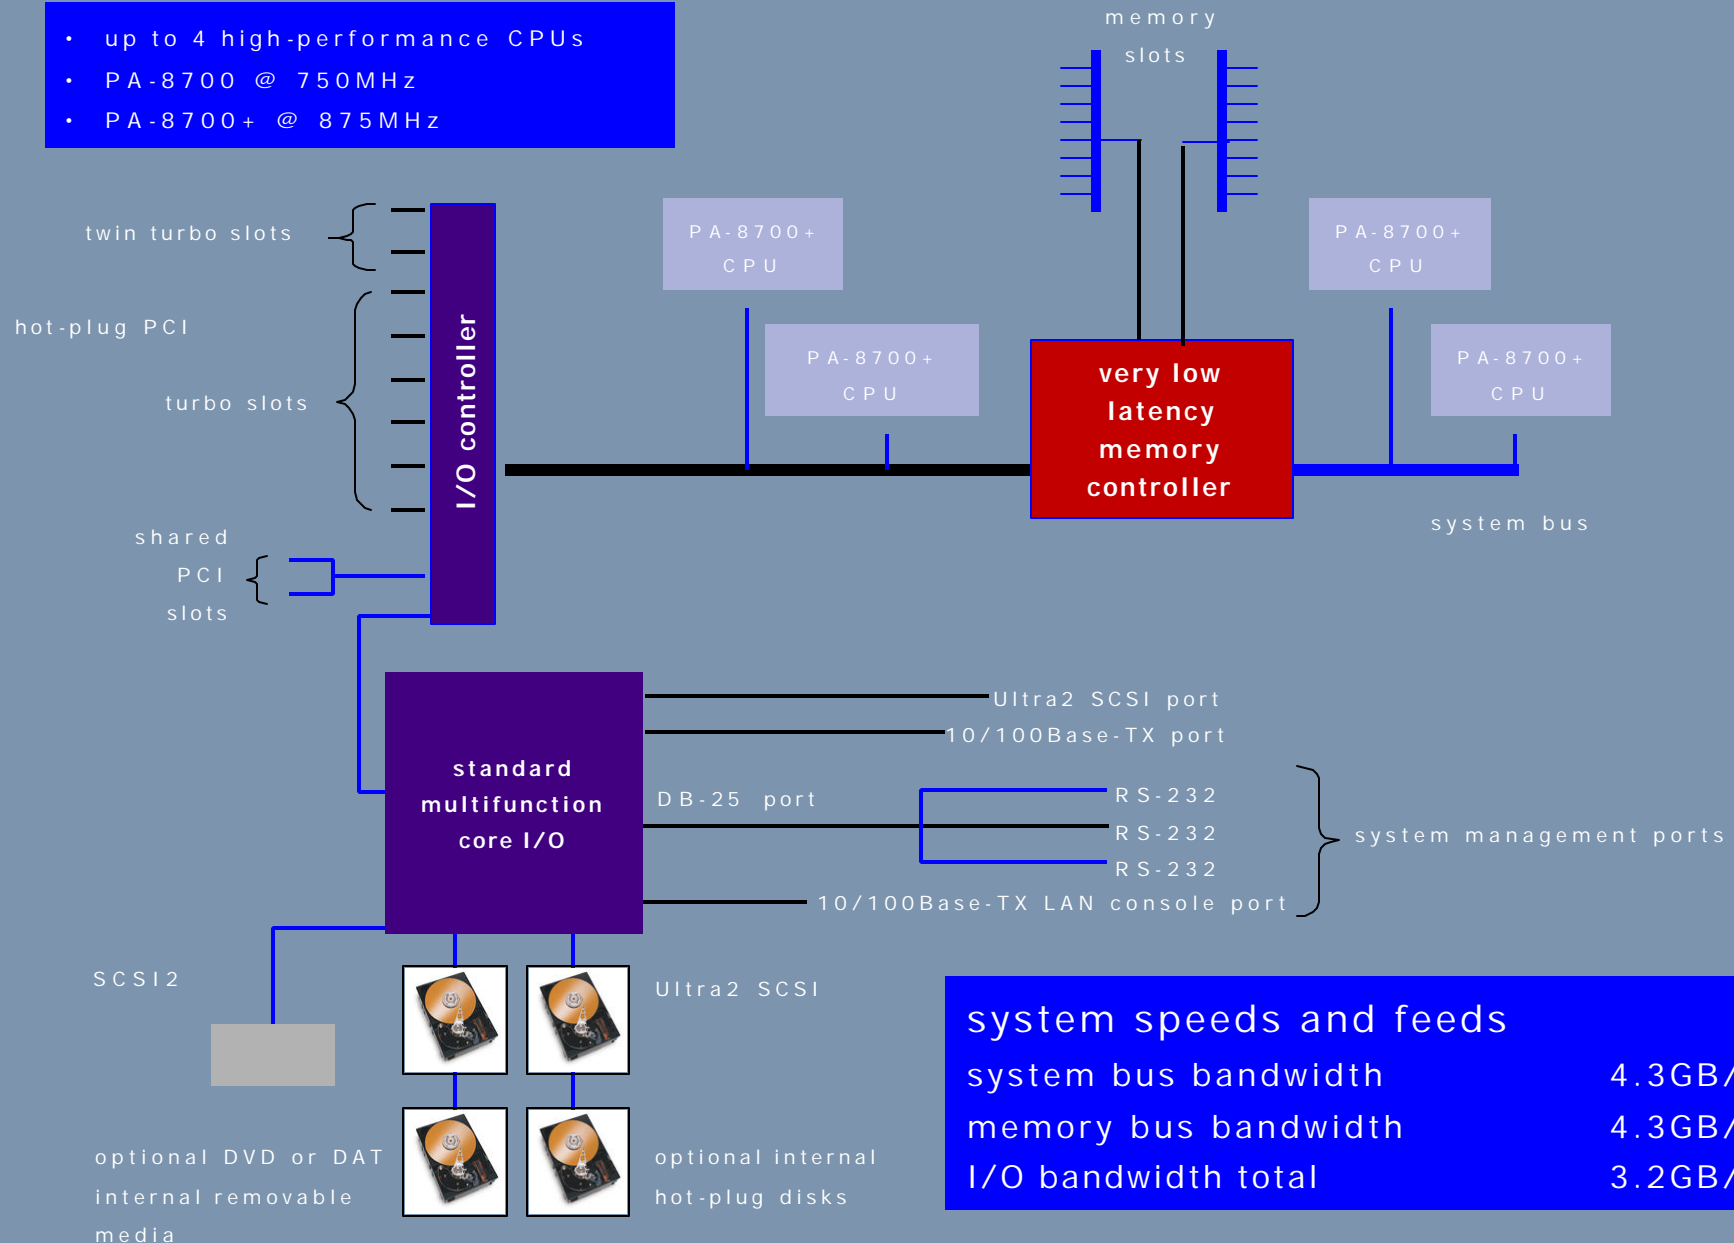 • up to 4 high-performance CPUs
• PA-8700 @ 750MHz
• PA-8700+ @ 875MHz
memory
slots
twin turbo slots
hot-plug PCI
turbo slots
shared
PCI
slots
I/O controller
PA-8700+
CPU
PA-8700+
CPU
very low
latency
memory
controller
PA-8700+
CPU
PA-8700+
CPU
system bus
standard
multifunction
core I/O
Ultra2 SCSI port
10/100Base-TX port
DB-25 port
RS-232
RS-232
RS-232
system management ports
10/100Base-TX LAN console port
SCSI2
Ultra2 SCSI
optional DVD or DAT
internal removable
media
optional internal
hot-plug disks
system speeds and feeds
system bus bandwidth 4.3GB/
memory bus bandwidth 4.3GB/
I/O bandwidth total 3.2GB/